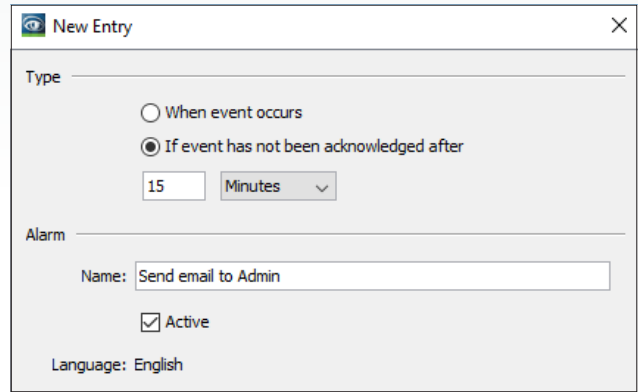 New Entry
Type
When event occurs
If event has not been acknowledged after
15 Minutes
Alarm
Name: Send email to Admin
Active
Language: English